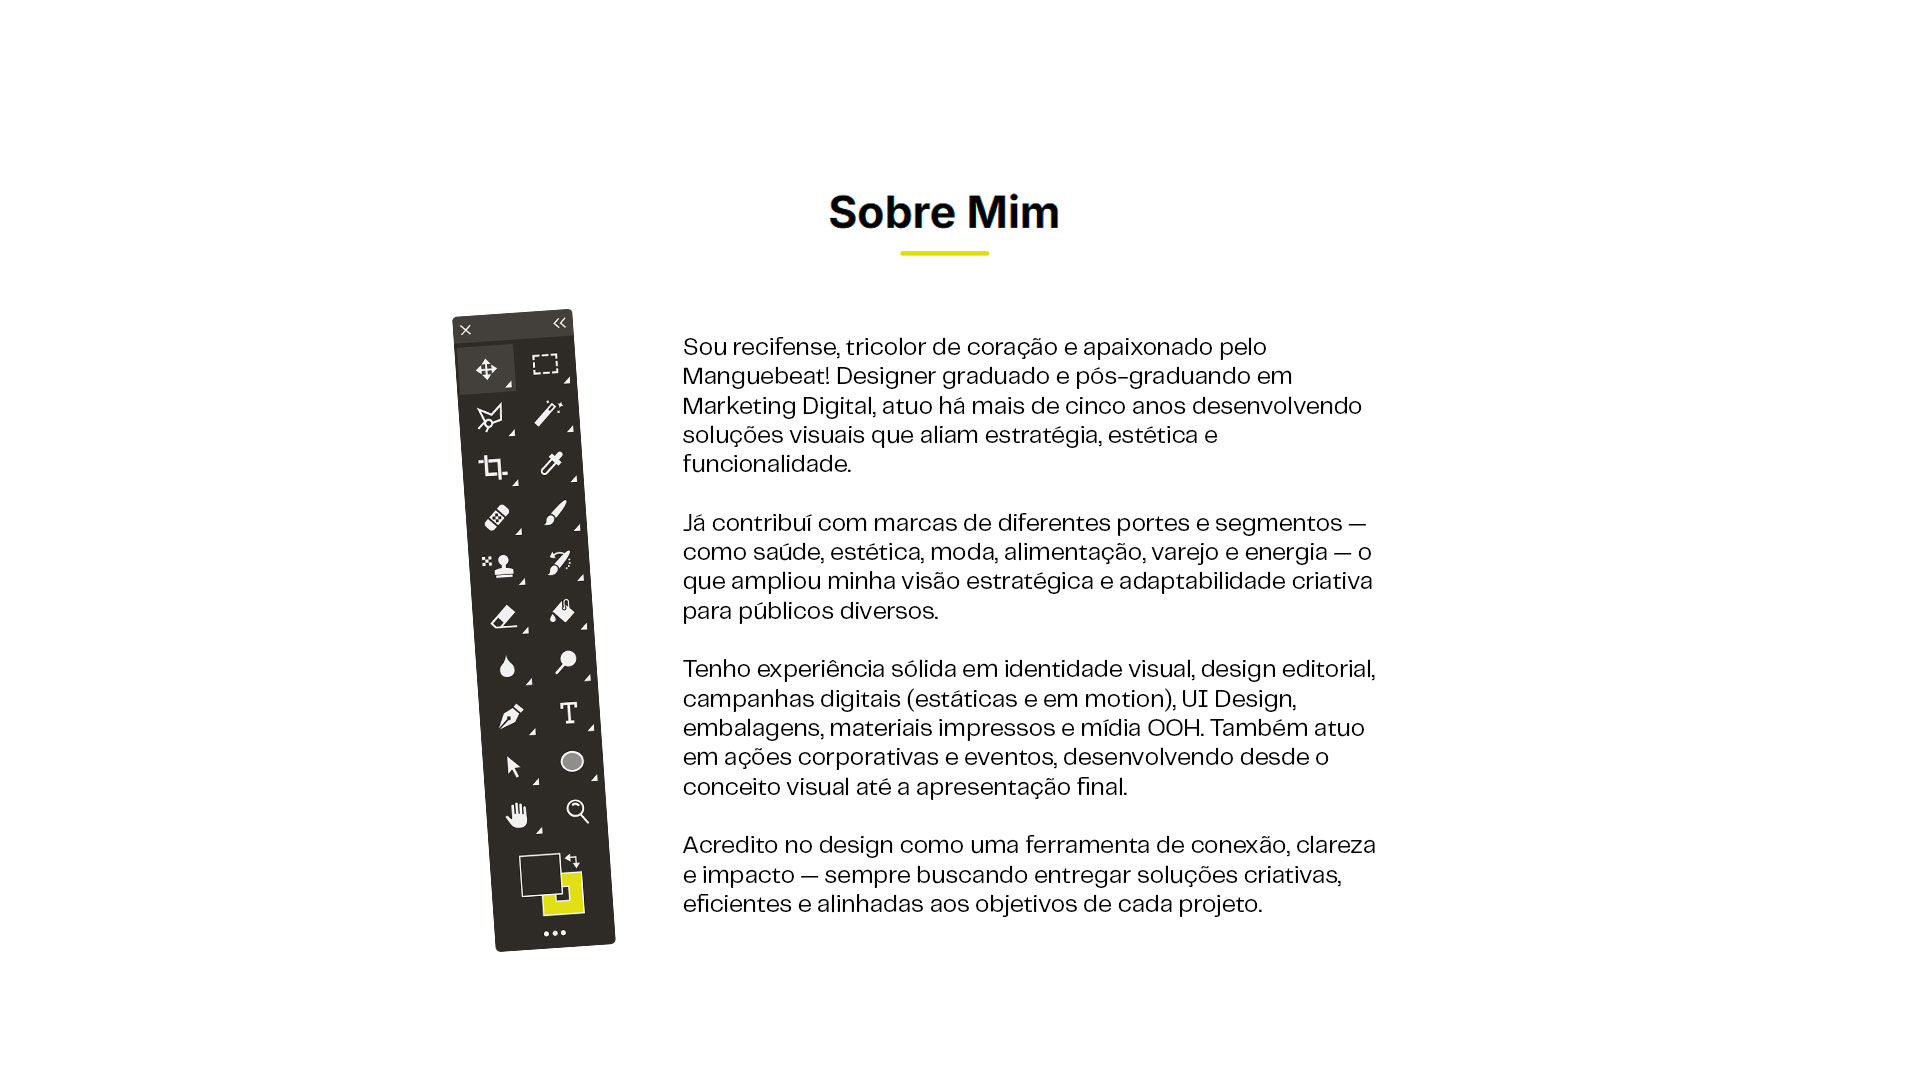 Sobre Mim
Sou recifense, tricolor de coração e apaixonado pelo
Manguebeat! Designer graduado e pós-graduando em
Marketing Digital, atuo há mais de cinco anos desenvolvendo
soluções visuais que aliam estratégia, estética e
funcionalidade.
Já contribuí com marcas de diferentes portes e segmentos —
como saúde, estética, moda, alimentação, varejo e energia — o
que ampliou minha visão estratégica e adaptabilidade criativa
para públicos diversos.
Tenho experiência sólida em identidade visual, design editorial,
campanhas digitais (estáticas e em motion), UI Design,
embalagens, materiais impressos e mídia OOH. Também atuo
em ações corporativas e eventos, desenvolvendo desde o
conceito visual até a apresentação final.
Acredito no design como uma ferramenta de conexão, clareza
e impacto — sempre buscando entregar soluções criativas,
eficientes e alinhadas aos objetivos de cada projeto.